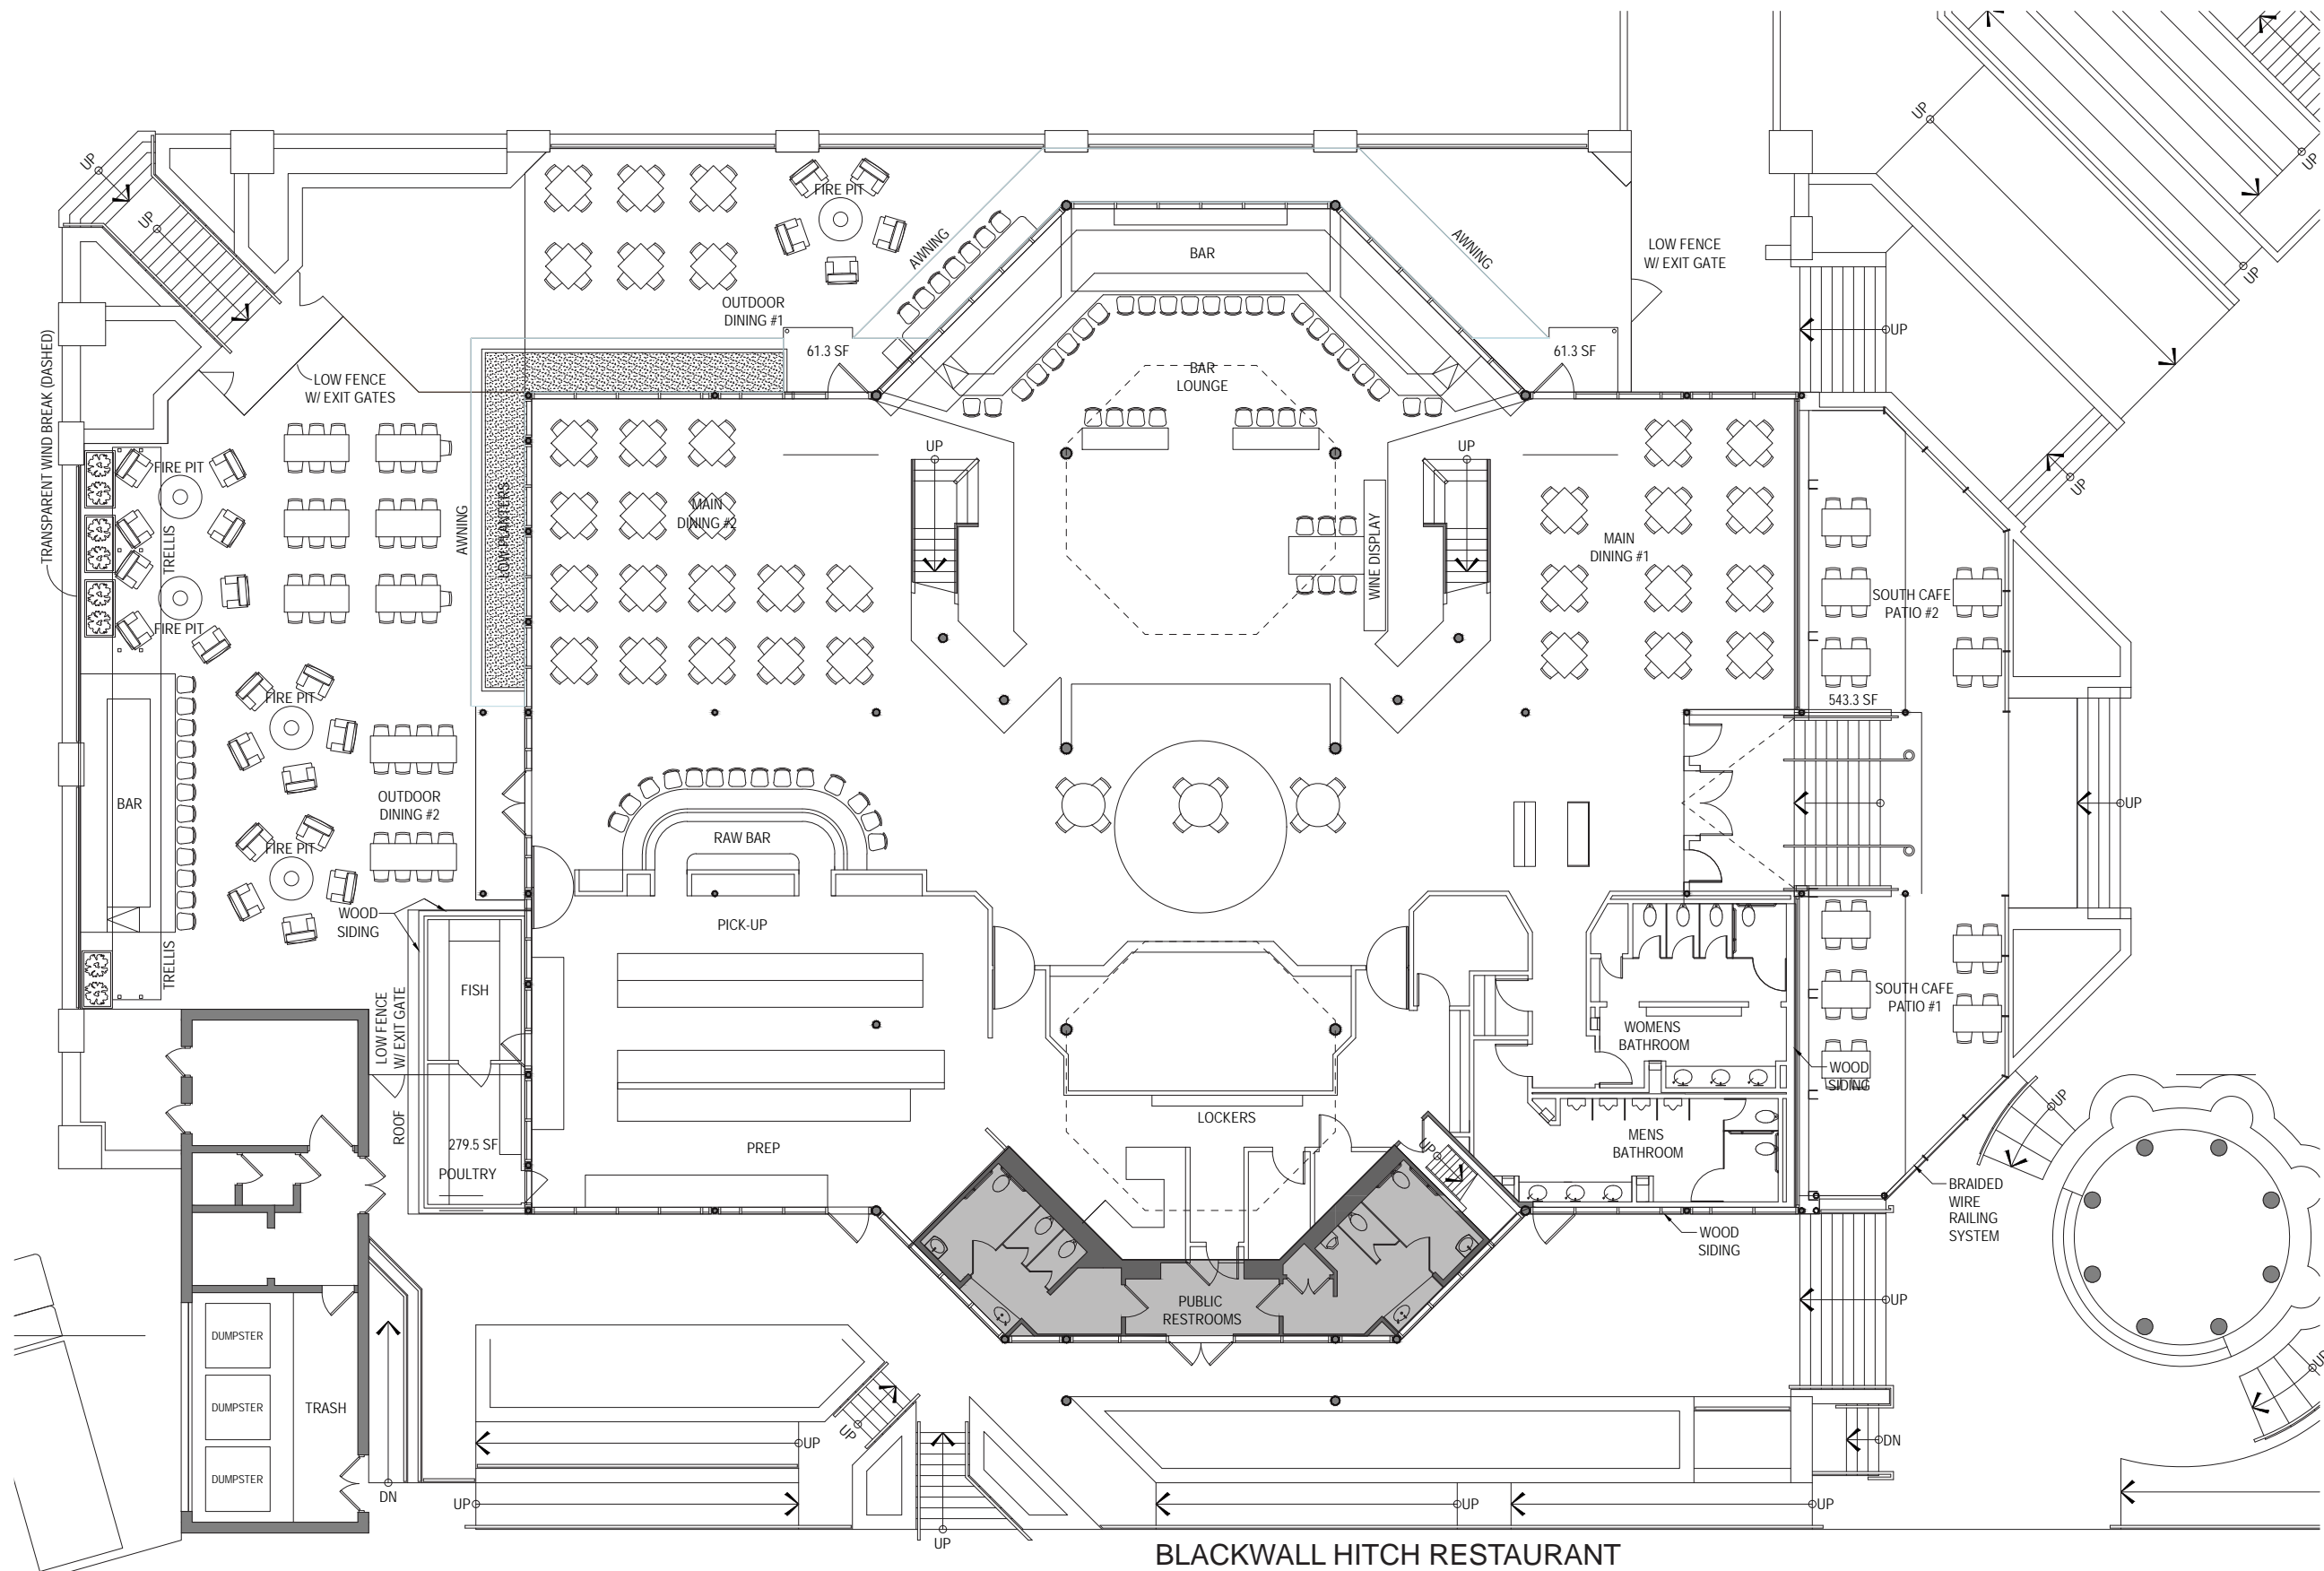 UP
UP
UP
UP
UP
UP
FIRE PIT
AWNING
AWNING
BAR
LOW FENCE
W/ EXIT GATE
OUTDOOR
DINING #1
61.3 SF
61.3 SF
UP
TRANSPARENT WIND BREAK (DASHED)
LOW FENCE
W/ EXIT GATES
BAR
LOUNGE
UP
UP
UP
FIRE PIT
AWNING
LOW PLANTERS
MAIN
DINING #2
TRELLIS
WINE DISPLAY
MAIN
DINING #1
SOUTH CAFE
PATIO #2
FIRE PIT
543.3 SF
FIRE PIT
BAR
OUTDOOR
DINING #2
RAW BAR
UP
FIRE PIT
WOOD
SIDING
PICK-UP
TRELLIS
FISH
LOW FENCE
W/ EXIT GATE
SOUTH CAFE
PATIO #1
WOMENS
BATHROOM
WOOD
SIDING
ROOF
279.5 SF
POULTRY
PREP
LOCKERS
MENS
BATHROOM
UP
UP
BRAIDED
WIRE
RAILING
SYSTEM
WOOD
SIDING
PUBLIC
RESTROOMS
UP
DUMPSTER
DUMPSTER
DUMPSTER
TRASH
UP
UP
UP
DN
DN
UP
UP
UP
UP
BLACKWALL HITCH RESTAURANT